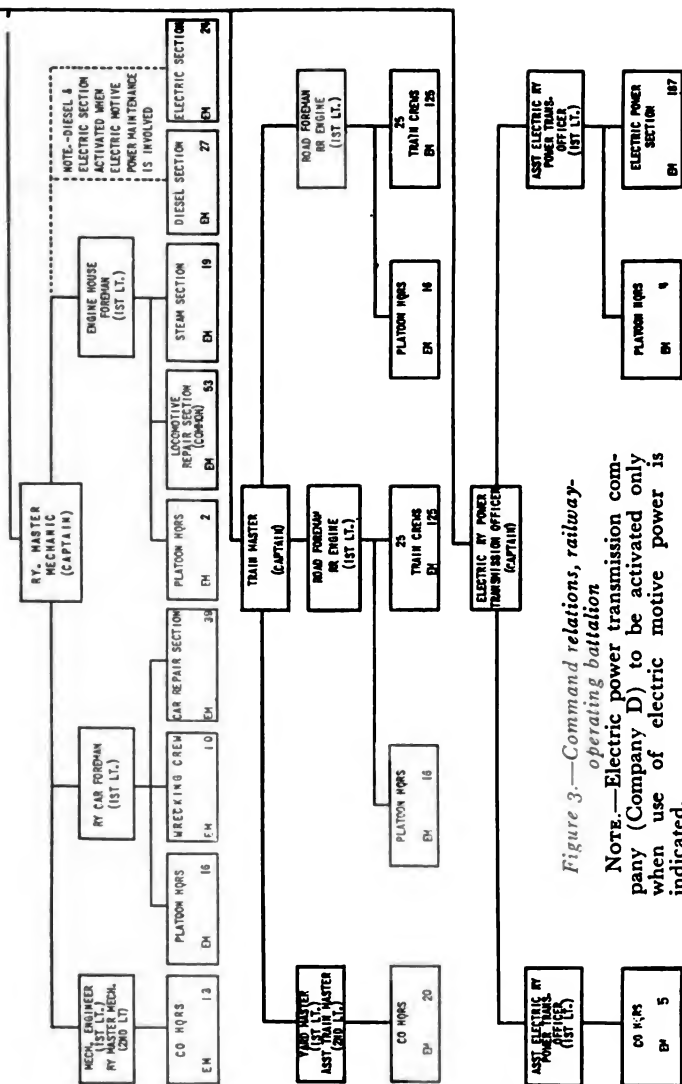 RY. MASTER
MECHANIC
(CAPTAIN)
NOTE.-DIESEL &
ELECTRIC SECTION
ACTIVATED WHEN
ELECTRIC MOTIVE
POWER MAINTENANCE
IS INVOLVED
MECH. ENGINEER
(1ST LT.)
RY MASTER MECH.
(2ND LT)
RY CAR FOREMAN
(1ST LT.)
ENGINE HOUSE
FOREMAN
(1ST LT.)
CO HQRS
EM 13
PLATOON HQRS
EM 16
WRECKING CREW
EM 10
CAR REPAIR SECTION
EM 39
PLATOON HQRS
EM 2
LOCOMOTIVE
REPAIR SECTION
(COMMON)
EM 53
STEAM SECTION
EM 19
DIESEL SECTION
EM 27
ELECTRIC SECTION
EM
TRAIN MASTER
(CAPTAIN)
YARD MASTER
(1ST LT.)
ASST TRAIN MASTER
(2ND LT.)
ROAD FOREMAN
RR ENGINE
(1ST LT.)
ROAD FOREMAN
RR ENGINE
(1ST LT.)
CO HQRS
EM 20
PLATOON HQRS
EM 16
25
TRAIN CREWS
EM 125
PLATOON HQRS
EM 16
25
TRAIN CREWS
EM 125
ELECTRIC RY POWER
TRANSMISSION OFFICER
(CAPTAIN)
ASST ELECTRIC RY
POWER TRANS.
OFFICER
(1ST LT.)
ASST ELECTRIC RY
POWER TRANS-
OFFICER
(1ST LT.)
CO HQRS
EM 5
PLATOON HQRS
EM
ELECTRIC POWER
SECTION
EM 187
Figure 3.—Command relations, railway-
operating battalion
NOTE.—Electric power transmission com-
pany (Company D) to be activated only
when use of electric motive power is
indicated.